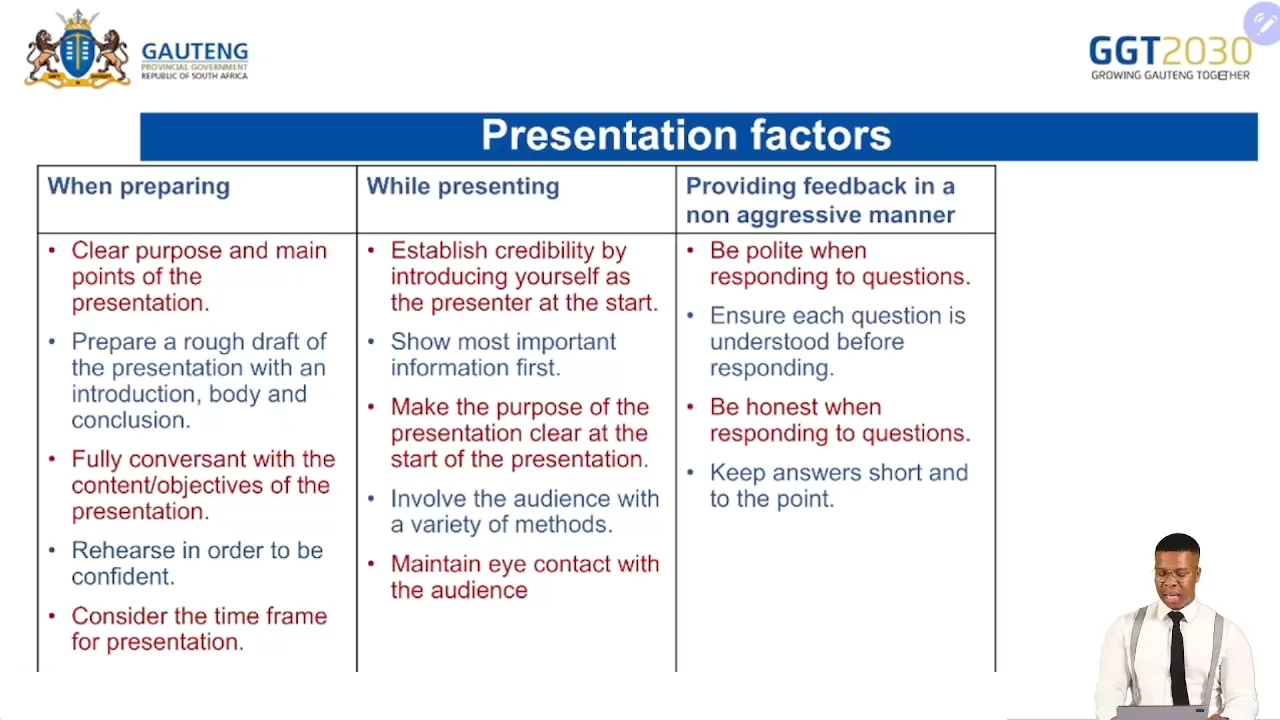 GAUTENG
PROVINCIAL GOVERNMENT
REPUBLIC OF SOUTH AFRICA
GGT2030
GROWING GAUTENG TOGETHER
Presentation factors
When preparing
• Clear purpose and main
points of the
presentation.
• Prepare a rough draft of
the presentation with an
introduction, body and
conclusion.
• Fully conversant with the
content/objectives of the
presentation.
• Rehearse in order to be
confident.
• Consider the time frame
for presentation.
While presenting
• Establish credibility by
introducing yourself as
the presenter at the start.
• Show most important
information first.
• Make the purpose of the
presentation clear at the
start of the presentation.
• Involve the audience with
a variety of methods.
• Maintain eye contact with
the audience
Providing feedback in a
non aggressive manner
• Be polite when
responding to questions.
• Ensure each question is
understood before
responding.
• Be honest when
responding to questions.
• Keep answers short and
to the point.